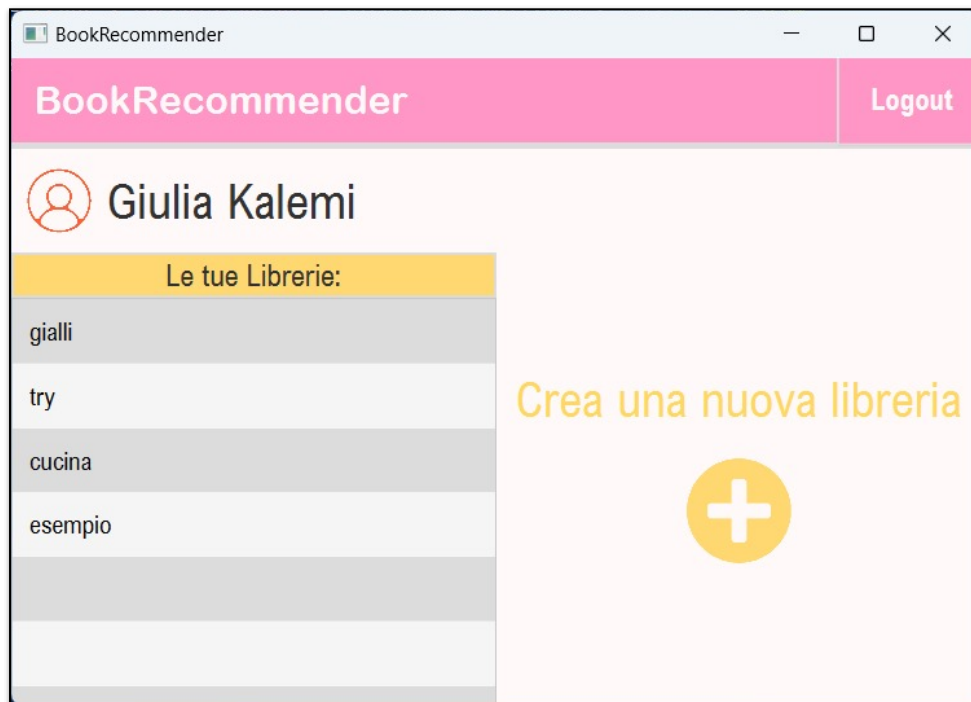 BookRecommender
BookRecommender
Logout
Giulia Kalemi
Le tue Librerie:
gialli
try
cucina
esempio
Crea una nuova libreria